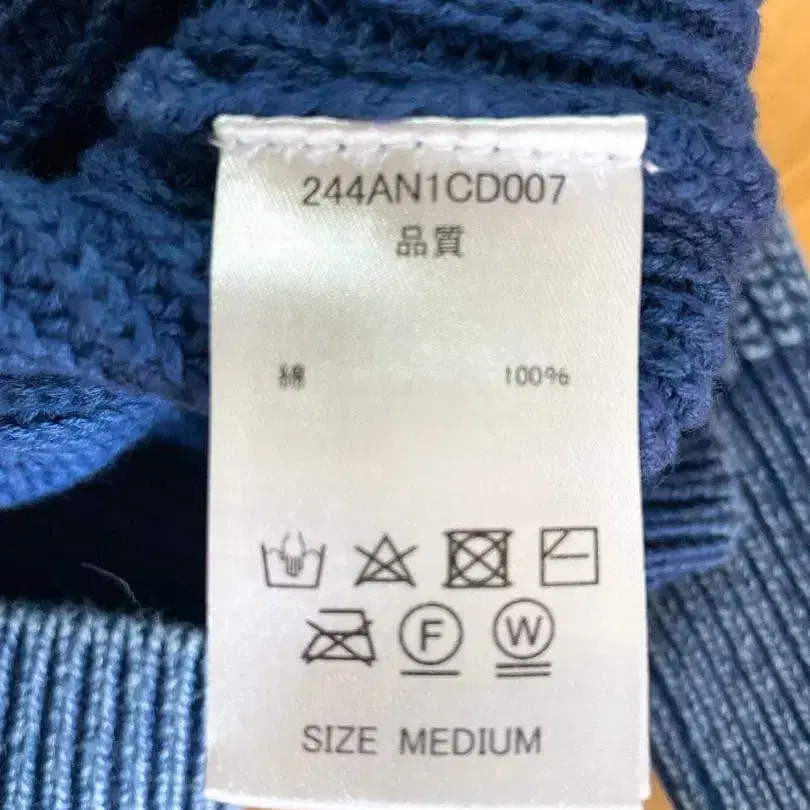 244AN1CD007
品質
綿 100%
F W
SIZE MEDIUM